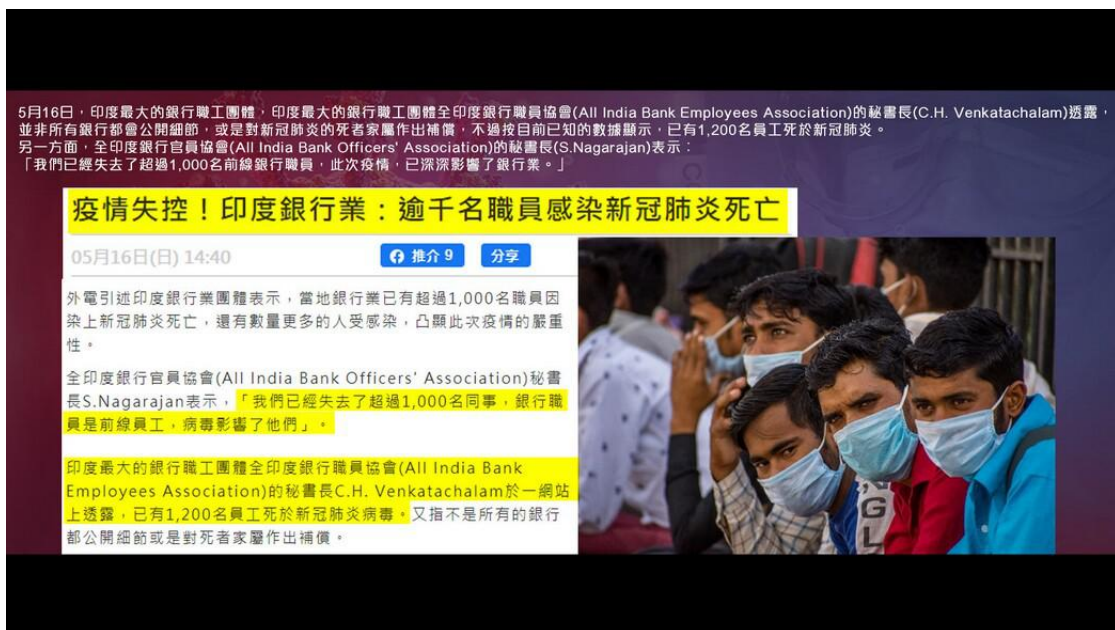 5月16日，印度最大的銀行職工團體，印度最大的銀行職工團體全印度銀行職員協會(All India Bank Employees Association)的秘書長(C.H. Venkatachalam)透露，
並非所有銀行都會公開細節，或是對新冠肺炎的死者家屬作出補償，不過按目前已知的數據顯示，已有1,200名員工死於新冠肺炎。
另一方面，全印度銀行官員協會(All India Bank Officers' Association)的秘書長(S.Nagarajan)表示：
「我們已經失去了超過1,000名前線銀行職員，此次疫情，已深深影響了銀行業。」
疫情失控！印度銀行業：逾千名職員感染新冠肺炎死亡
05月16日(日) 14:40
推介 9
分享
外電引述印度銀行業團體表示，當地銀行業已有超過1,000名職員因
染上新冠肺炎死亡，還有數量更多的人受感染，凸顯此次疫情的嚴重
性。
全印度銀行官員協會(All India Bank Officers' Association)秘書
長S.Nagarajan表示，「我們已經失去了超過1,000名同事，銀行職
員是前線員工，病毒影響了他們」。
印度最大的銀行職工團體全印度銀行職員協會(All India Bank
Employees Association)的秘書長C.H. Venkatachalam於一網站
上透露，已有1,200名員工死於新冠肺炎病毒。又指不是所有的銀行
都公開細節或是對死者家屬作出補償。